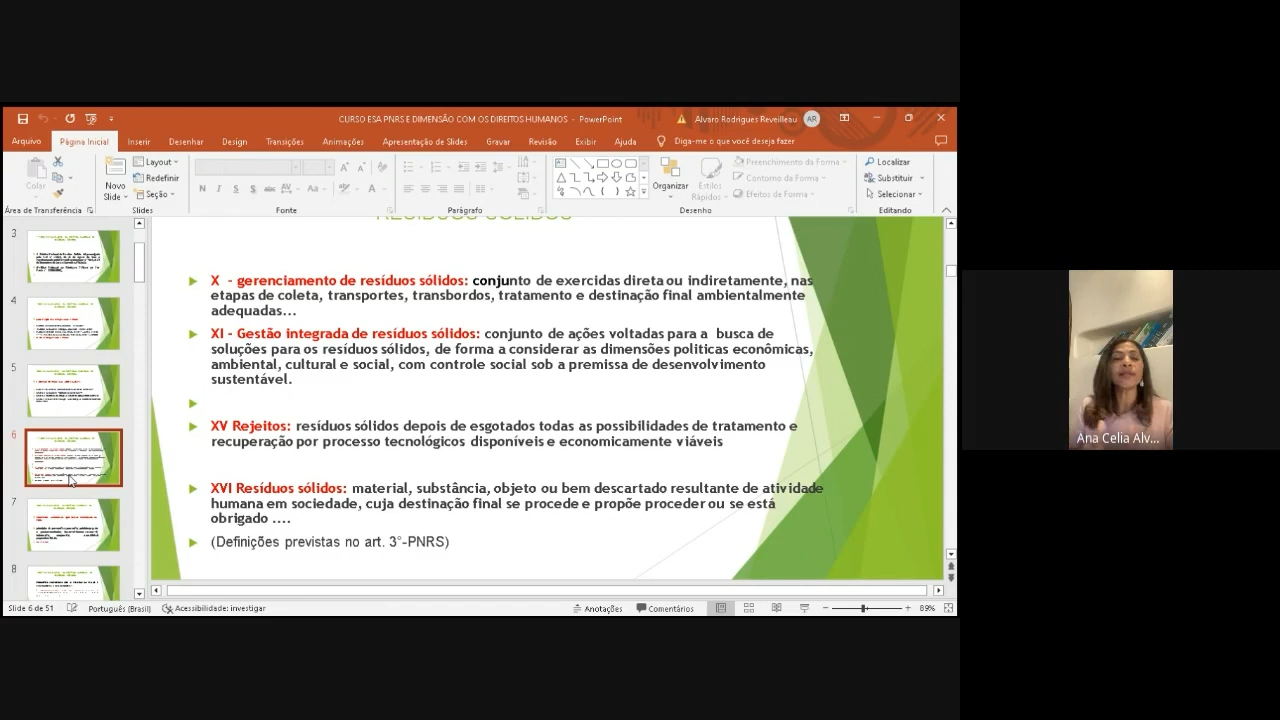 CURSO ESA PNRS E DIMENSÃO COM OS DIREITOS HUMANOS - PowerPoint
Alvaro Rodrigues Reveilleau
AR
Arquivo
Página Inicial
Inserir
Desenhar
Design
Transições
Animações
Apresentação de Slides
Gravar
Revisão
Exibir
Ajuda
Diga-me o que você deseja fazer
Colar
Novo
Slide
Layout
Redefinir
Seção
N I S S
Aa
A
Organizar
Estilos
Rápidos
Preenchimento da Forma
Contorno da Forma
Efeitos de Forma
Localizar
Substituir
Selecionar
Área de Transferência
Slides
Fonte
Parágrafo
Desenho
Editando
3
4
5
6
7
8
RESÍDUOS SÓLIDOS
X - gerenciamento de resíduos sólidos: conjunto de exercidas direta ou indiretamente, nas
etapas de coleta, transportes, transbordos, tratamento e destinação final ambientalmente
adequadas...
XI - Gestão integrada de resíduos sólidos: conjunto de ações voltadas para a busca de
soluções para os resíduos sólidos, de forma a considerar as dimensões politicas econômicas,
ambiental, cultural e social, com controle social sob a premissa de desenvolvimento
sustentável.
XV Rejeitos: resíduos sólidos depois de esgotados todas as possibilidades de tratamento e
recuperação por processo tecnológicos disponíveis e economicamente viáveis
XVI Resíduos sólidos: material, substância, objeto ou bem descartado resultante de atividade
humana em sociedade, cuja destinação final se procede e propõe proceder ou se está
obrigado ....
(Definições previstas no art. 3°-PNRS)
Slide 6 de 51
Português (Brasil)
Acessibilidade: investigar
Anotações
Comentários
89%
Ana Celia Alv...